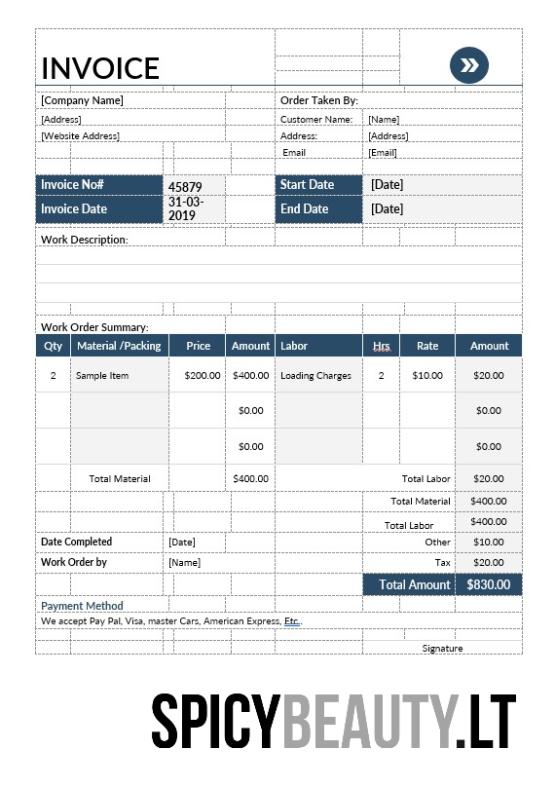 INVOICE
»
[Company Name] Order Taken By:
[Address] Customer Name: [Name]
[Website Address] Address: [Address]
Email [Email]
Invoice No# 45879 Start Date [Date]
Invoice Date 31-03-2019 End Date [Date]
Work Description:
Work Order Summary:
Qty Material /Packing Price Amount Labor Hrs Rate Amount
2 Sample Item $200.00 $400.00 Loading Charges 2 $10.00 $20.00
$0.00 $0.00
$0.00 $0.00
Total Material $400.00 Total Labor $20.00
Total Material $400.00
Total Labor $400.00
Date Completed [Date] Other $10.00
Work Order by [Name] Tax $20.00
Total Amount $830.00
Payment Method
We accept Pay Pal, Visa, master Cars, American Express, Etc..
Signature
SPICYBEAUTY.LT